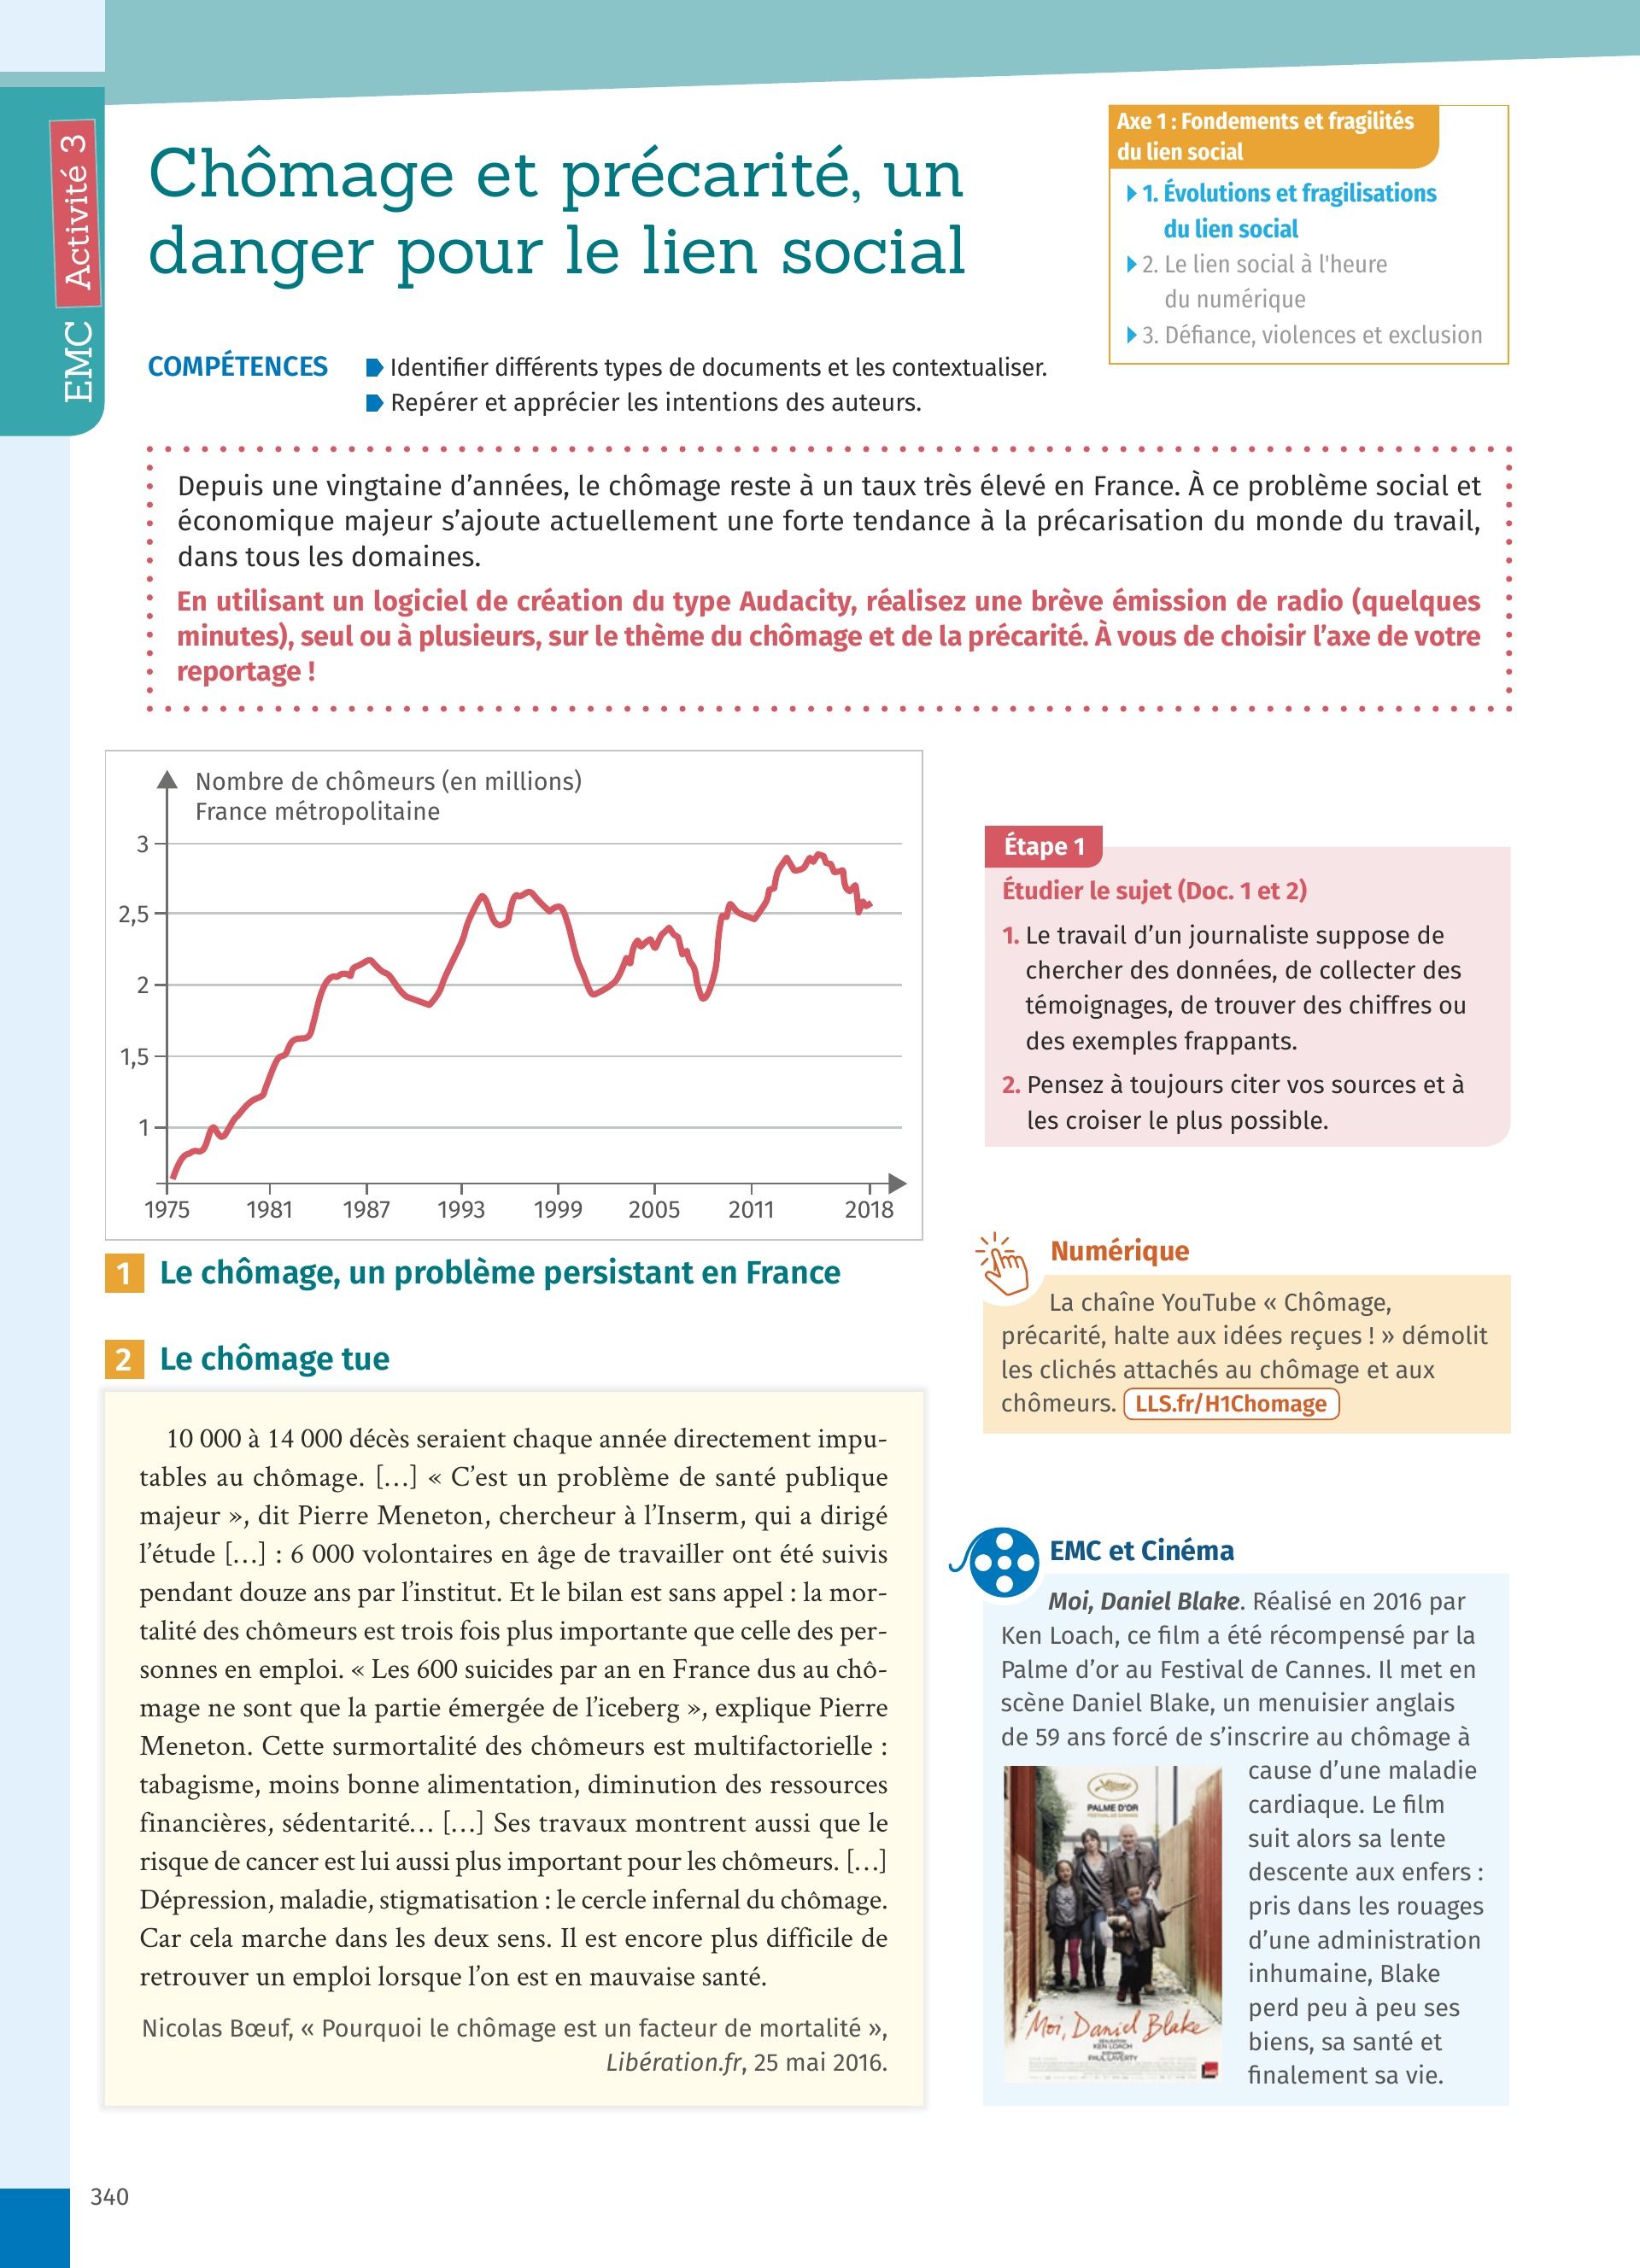 EMC Activité 3
Chômage et précarité, un
danger pour le lien social
Axe 1 : Fondements et fragilités
du lien social
1. Évolutions et fragilisations
du lien social
2. Le lien social à l'heure
du numérique
3. Défiance, violences et exclusion
COMPÉTENCES
Identifier différents types de documents et les contextualiser.
Repérer et apprécier les intentions des auteurs.
Depuis une vingtaine d'années, le chômage reste à un taux très élevé en France. À ce problème social et
économique majeur s'ajoute actuellement une forte tendance à la précarisation du monde du travail,
dans tous les domaines.
En utilisant un logiciel de création du type Audacity, réalisez une brève émission de radio (quelques
minutes), seul ou à plusieurs, sur le thème du chômage et de la précarité. À vous de choisir l'axe de votre
reportage !
Nombre de chômeurs (en millions)
France métropolitaine
3
2,5
2
1,5
1
1975 1981 1987 1993 1999 2005 2011 2018
1 Le chômage, un problème persistant en France
2 Le chômage tue
10 000 à 14 000 décès seraient chaque année directement impu-
tables au chômage. […] « C'est un problème de santé publique
majeur », dit Pierre Meneton, chercheur à l'Inserm, qui a dirigé
l'étude […] : 6 000 volontaires en âge de travailler ont été suivis
pendant douze ans par l'institut. Et le bilan est sans appel : la mor-
talité des chômeurs est trois fois plus importante que celle des per-
sonnes en emploi. « Les 600 suicides par an en France dus au chô-
mage ne sont que la partie émergée de l'iceberg », explique Pierre
Meneton. Cette surmortalité des chômeurs est multifactorielle :
tabagisme, moins bonne alimentation, diminution des ressources
financières, sédentarité… […] Ses travaux montrent aussi que le
risque de cancer est lui aussi plus important pour les chômeurs. […]
Dépression, maladie, stigmatisation : le cercle infernal du chômage.
Car cela marche dans les deux sens. Il est encore plus difficile de
retrouver un emploi lorsque l'on est en mauvaise santé.
Nicolas Bœuf, « Pourquoi le chômage est un facteur de mortalité »,
Libération.fr, 25 mai 2016.
Étape 1
Étudier le sujet (Doc. 1 et 2)
1. Le travail d'un journaliste suppose de
chercher des données, de collecter des
témoignages, de trouver des chiffres ou
des exemples frappants.
2. Pensez à toujours citer vos sources et à
les croiser le plus possible.
Numérique
La chaîne YouTube « Chômage,
précarité, halte aux idées reçues ! » démolit
les clichés attachés au chômage et aux
chômeurs. LLS.fr/H1Chomage
EMC et Cinéma
Moi, Daniel Blake. Réalisé en 2016 par
Ken Loach, ce film a été récompensé par la
Palme d'or au Festival de Cannes. Il met en
scène Daniel Blake, un menuisier anglais
de 59 ans forcé de s'inscrire au chômage à
cause d'une maladie
cardiaque. Le film
suit alors sa lente
descente aux enfers :
pris dans les rouages
d'une administration
inhumaine, Blake
perd peu à peu ses
biens, sa santé et
finalement sa vie.
PALME D'OR
FESTIVAL DE CANNES
Moi, Daniel Blake
KEN LOACH
PAUL LAVERTY
340